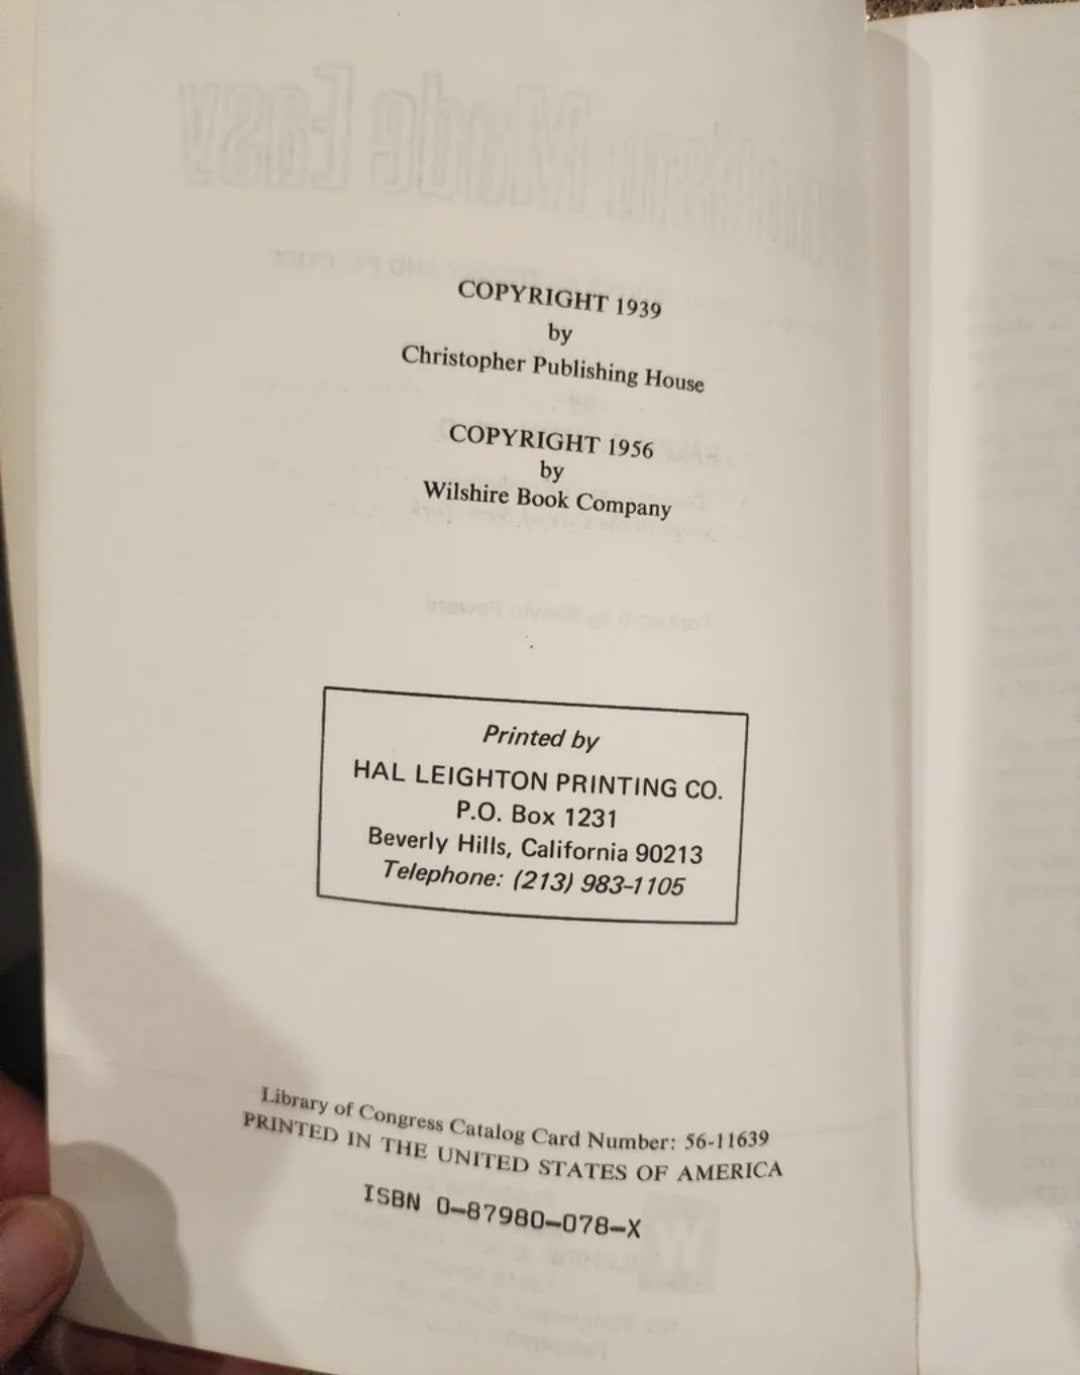 COPYRIGHT 1939
by
Christopher Publishing House
COPYRIGHT 1956
by
Wilshire Book Company
Printed by
HAL LEIGHTON PRINTING CO.
P.O. Box 1231
Beverly Hills, California 90213
Telephone: (213) 983-1105
Library of Congress Catalog Card Number: 56-11639
PRINTED IN THE UNITED STATES OF AMERICA
ISBN 0-87980-078-X